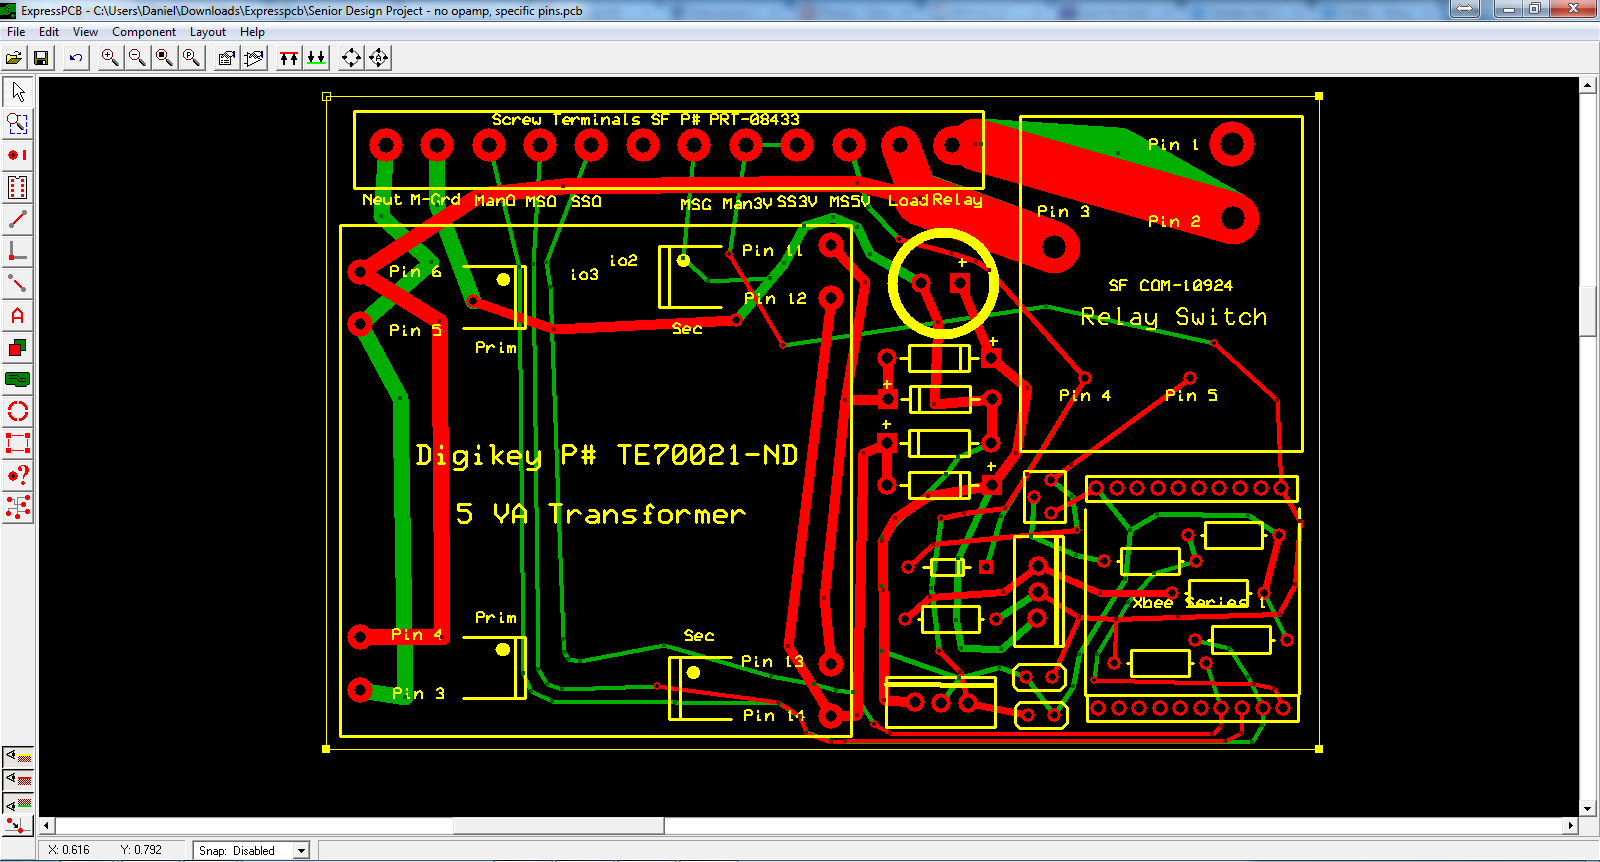 ExpressPCB - C:\Users\Daniel\Downloads\Expresspcb\Senior Design Project - no opamp, specific pins.pcb
File Edit View Component Layout Help
Screw Terminals SF P# PRT-08433
Pin 1
Neut M-Grd ManO MSO SSO MSG Man3V SS3V MS5V Load Relay
Pin 3
Pin 2
Pin 11
io2
io3
Pin 6
Pin 12
SF COM-10924
Relay Switch
Pin 5
Sec
Prim
Pin 4
Pin 5
Digikey P# TE70021-ND
5 VA Transformer
Xbee Series 1
Prim
Pin 4
Sec
Pin 13
Pin 3
Pin 14
X: 0.616 Y: 0.792 Snap: Disabled